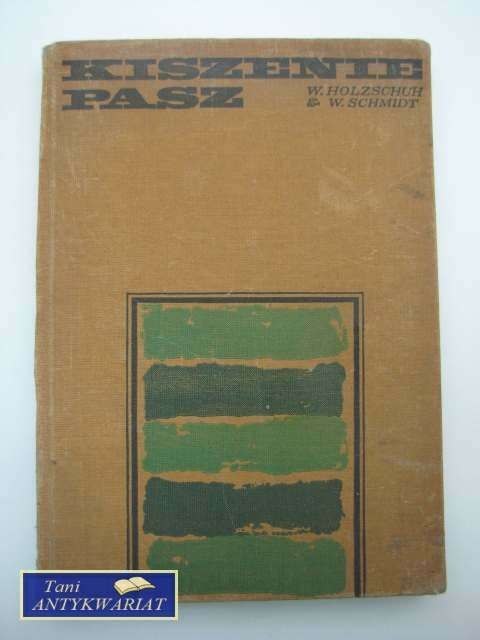 KISZENIE
PASZ
W. HOLZSCHUH
& W. SCHMIDT
Tani
ANTYKWARIAT